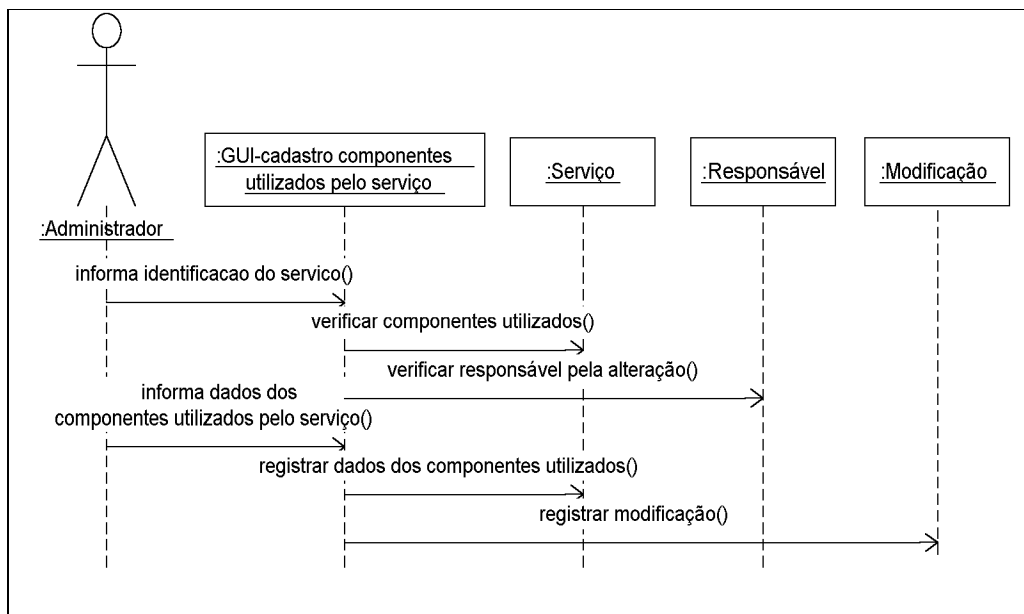 :GUI-cadastro componentes
utilizados pelo serviço
:Serviço
:Responsável
:Modificação
:Administrador
informa identificacao do servico()
verificar componentes utilizados()
verificar responsável pela alteração()
informa dados dos
componentes utilizados pelo serviço()
registrar dados dos componentes utilizados()
registrar modificação()